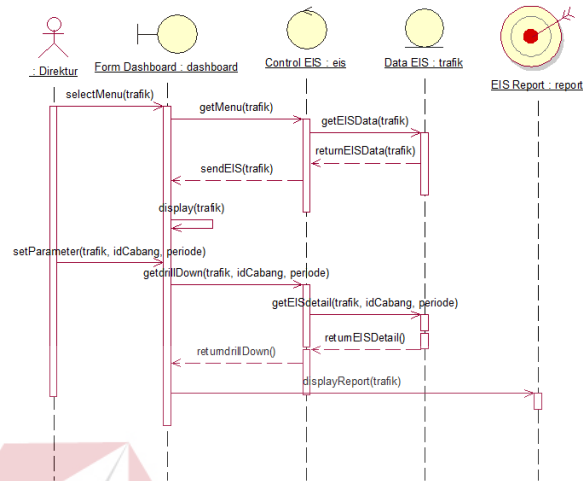 : Direktur
Form Dashboard : dashboard
Control EIS : eis
Data EIS : trafik
EIS Report : report
selectMenu(trafik)
getMenu(trafik)
getEISData(trafik)
returnEISData(trafik)
sendEIS(trafik)
display(trafik)
setParameter(trafik, idCabang, periode)
getdrillDown(trafik, idCabang, periode)
getEISdetail(trafik, idCabang, periode)
returnEISDetail()
returndrillDown()
displayReport(trafik)